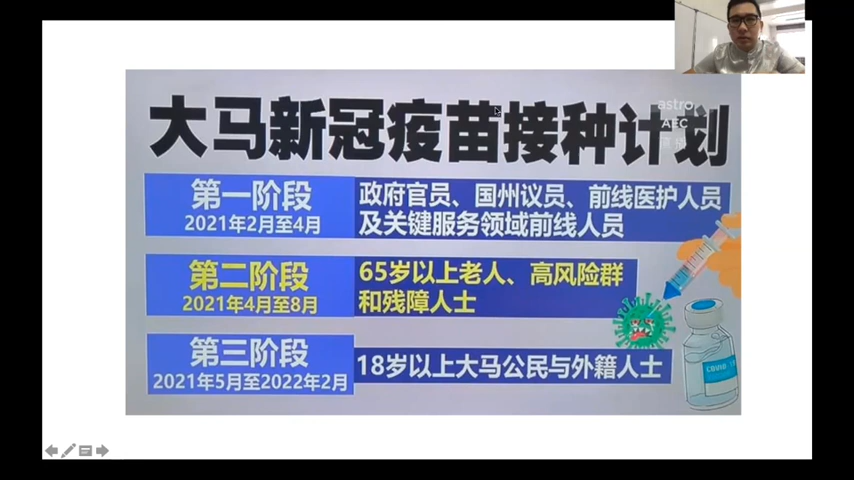 大马新冠疫苗接种计划
astro
AEC
第一阶段
2021年2月至4月
政府官员、国州议员、前线医护人员
及关键服务领域前线人员
第二阶段
2021年4月至8月
65岁以上老人、高风险群
和残障人士
第三阶段
2021年5月至2022年2月
18岁以上大马公民与外籍人士
COVID